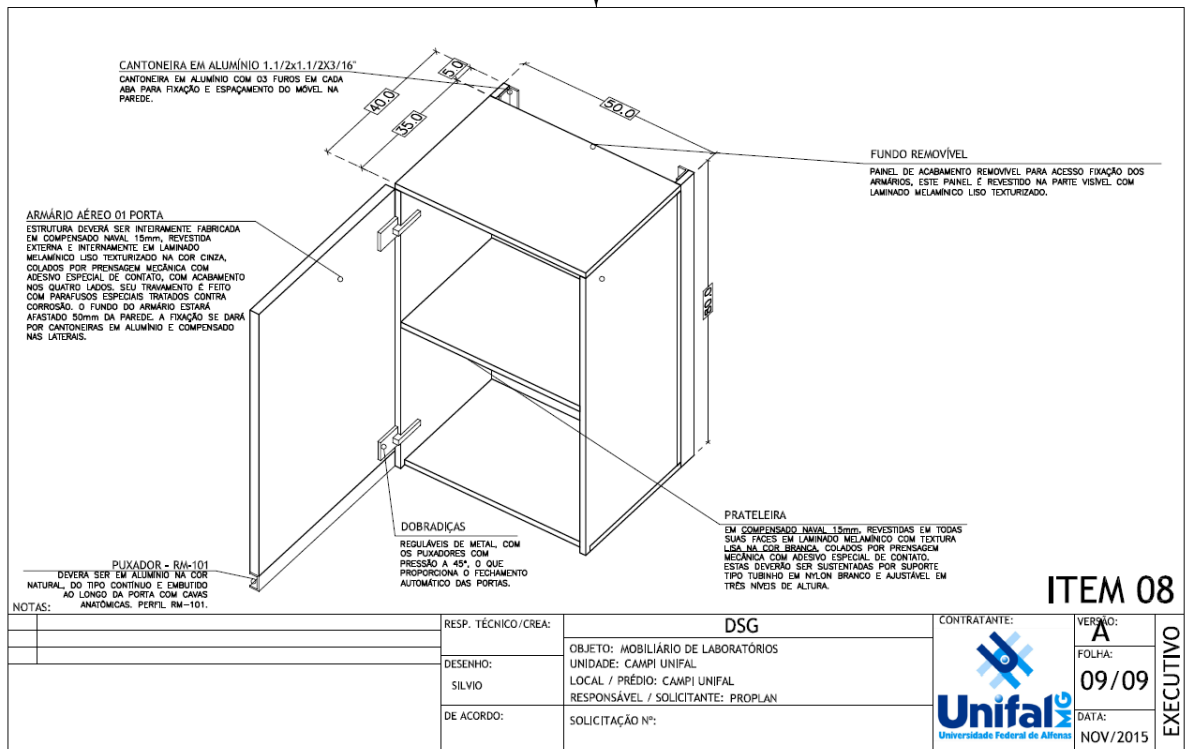 CANTONEIRA EM ALUMÍNIO 1.1/2x1.1/2X3/16"
CANTONEIRA EM ALUMÍNIO COM 03 FUROS EM CADA
ABA PARA FIXAÇÃO E ESPAÇAMENTO DO MÓVEL NA
PAREDE.
5.0
40.0
35.0
50.0
FUNDO REMOVÍVEL
PAINEL DE ACABAMENTO REMOVÍVEL PARA ACESSO FIXAÇÃO DOS
ARMÁRIOS, ESTE PAINEL É REVESTIDO NA PARTE VISÍVEL COM
LAMINADO MELAMÍNICO LISO TEXTURIZADO.
ARMÁRIO AÉREO 01 PORTA
ESTRUTURA DEVERÁ SER INTEIRAMENTE FABRICADA
EM COMPENSADO NAVAL 15mm, REVESTIDA
EXTERNA E INTERNAMENTE EM LAMINADO
MELAMÍNICO LISO TEXTURIZADO NA COR CINZA,
COLADOS POR PRENSAGEM MECÂNICA COM
ADESIVO ESPECIAL DE CONTATO, COM ACABAMENTO
NOS QUATRO LADOS. SEU TRAVAMENTO É FEITO
COM PARAFUSOS ESPECIAIS TRATADOS CONTRA
CORROSÃO. O FUNDO DO ARMÁRIO ESTARÁ
AFASTADO 50mm DA PAREDE. A FIXAÇÃO SE DARÁ
POR CANTONEIRAS EM ALUMÍNIO E COMPENSADO
NAS LATERAIS.
DOBRADIÇAS
REGULÁVEIS DE METAL, COM
OS PUXADORES COM
PRESSÃO A 45°, O QUE
PROPORCIONA O FECHAMENTO
AUTOMÁTICO DAS PORTAS.
PRATELEIRA
EM COMPENSADO NAVAL 15mm, REVESTIDAS EM TODAS
SUAS FACES EM LAMINADO MELAMÍNICO COM TEXTURA
LISA NA COR BRANCA, COLADOS POR PRENSAGEM
MECÂNICA COM ADESIVO ESPECIAL DE CONTATO.
ESTAS DEVERÃO SER SUSTENTADAS POR SUPORTE
TIPO TUBINHO EM NYLON BRANCO E AJUSTÁVEL EM
TRÊS NÍVEIS DE ALTURA.
PUXADOR - RM-101
DEVERA SER EM ALUMÍNIO NA COR
NATURAL, DO TIPO CONTÍNUO E EMBUTIDO
AO LONGO DA PORTA COM CAVAS
ANATÔMICAS. PERFIL RM-101.
ITEM 08
NOTAS:
RESP. TÉCNICO/CREA:
DESENHO:
SILVIO
DE ACORDO:
DSG
OBJETO: MOBILIÁRIO DE LABORATÓRIOS
UNIDADE: CAMPI UNIFAL
LOCAL / PRÉDIO: CAMPI UNIFAL
RESPONSÁVEL / SOLICITANTE: PROPLAN
SOLICITAÇÃO Nº:
CONTRATANTE:
Unifal MG
Universidade Federal de Alfenas
VERSÃO:
A
FOLHA:
09/09
DATA:
NOV/2015
EXECUTIVO